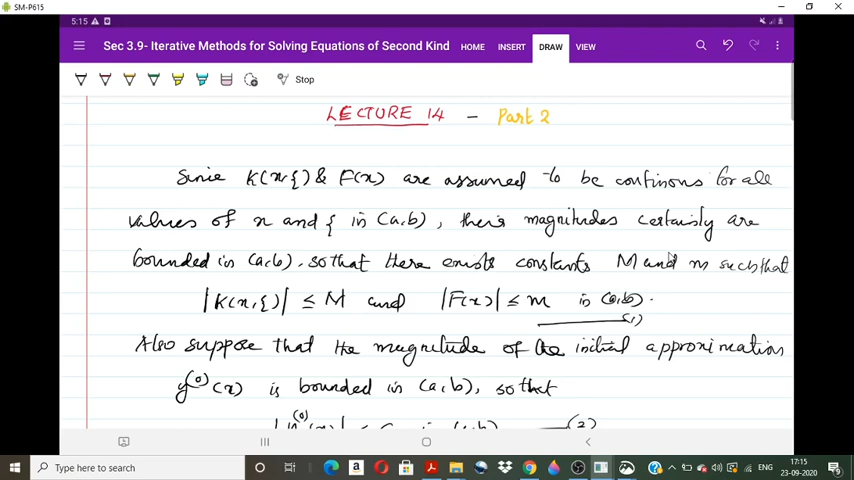 SM-P615
5:15
Sec 3.9- Iterative Methods for Solving Equations of Second Kind HOME INSERT DRAW VIEW
Stop
LECTURE 14 - Part 2
Since K(x,ξ) & F(x) are assumed to be continous for all
values of x and ξ in (a,b), their magnitudes certainly are
bounded in (a,b), so that there exists constants M and m such that
|K(x,ξ)| ≤ M and |F(x)| ≤ m in (a,b).
(1)
Also suppose that the magnitude of the initial approximation
y^(0)(x) is bounded in (a,b), so that
(2)
Type here to search
ENG
17:15
23-09-2020